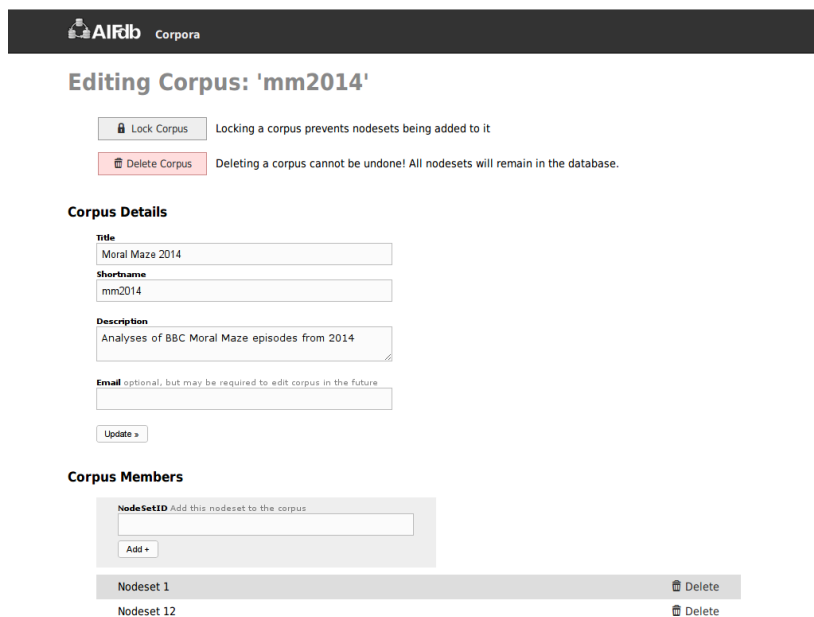 AIFdb Corpora
Editing Corpus: 'mm2014'
Lock Corpus Locking a corpus prevents nodesets being added to it
Delete Corpus Deleting a corpus cannot be undone! All nodesets will remain in the database.
Corpus Details
Title
Moral Maze 2014
Shortname
mm2014
Description
Analyses of BBC Moral Maze episodes from 2014
Email optional, but may be required to edit corpus in the future
Update »
Corpus Members
NodeSetID Add this nodeset to the corpus
Add +
Nodeset 1 Delete
Nodeset 12 Delete